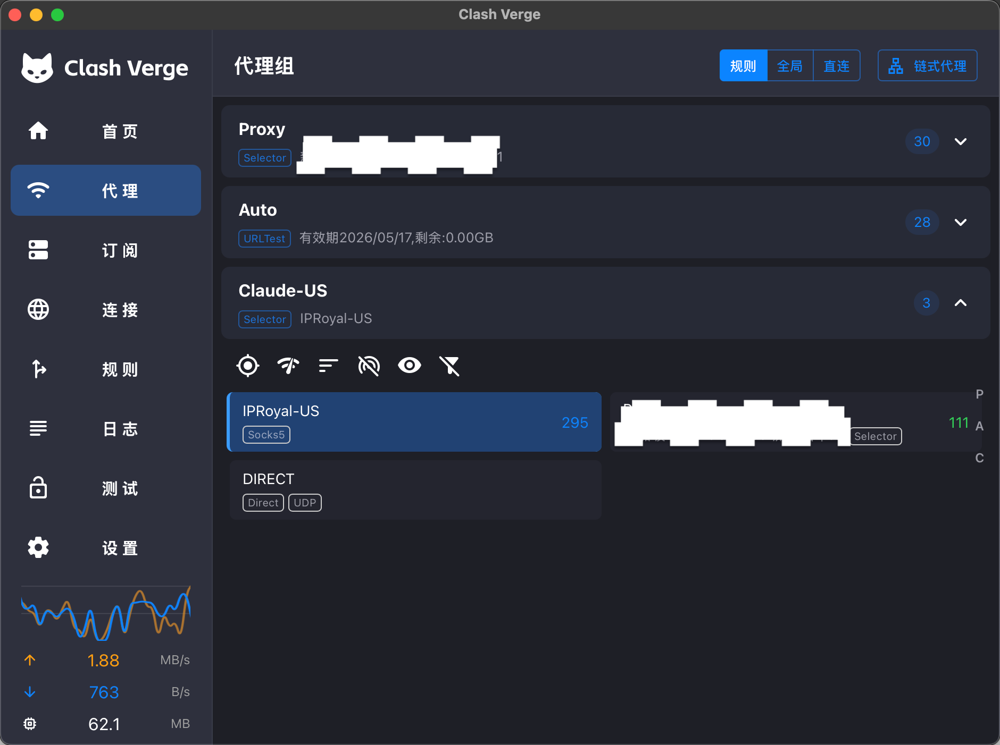 Clash Verge
Clash Verge
首页
代理
订阅
连接
规则
日志
测试
设置
1.88 MB/s
763 B/s
62.1 MB
代理组
规则 全局 直连 链式代理
Proxy
Selector 1
30
Auto
URLTest 有效期2026/05/17,剩余:0.00GB
28
Claude-US
Selector IPRoyal-US
3
IPRoyal-US
Socks5
295
Selector
111
DIRECT
Direct UDP
P
A
C